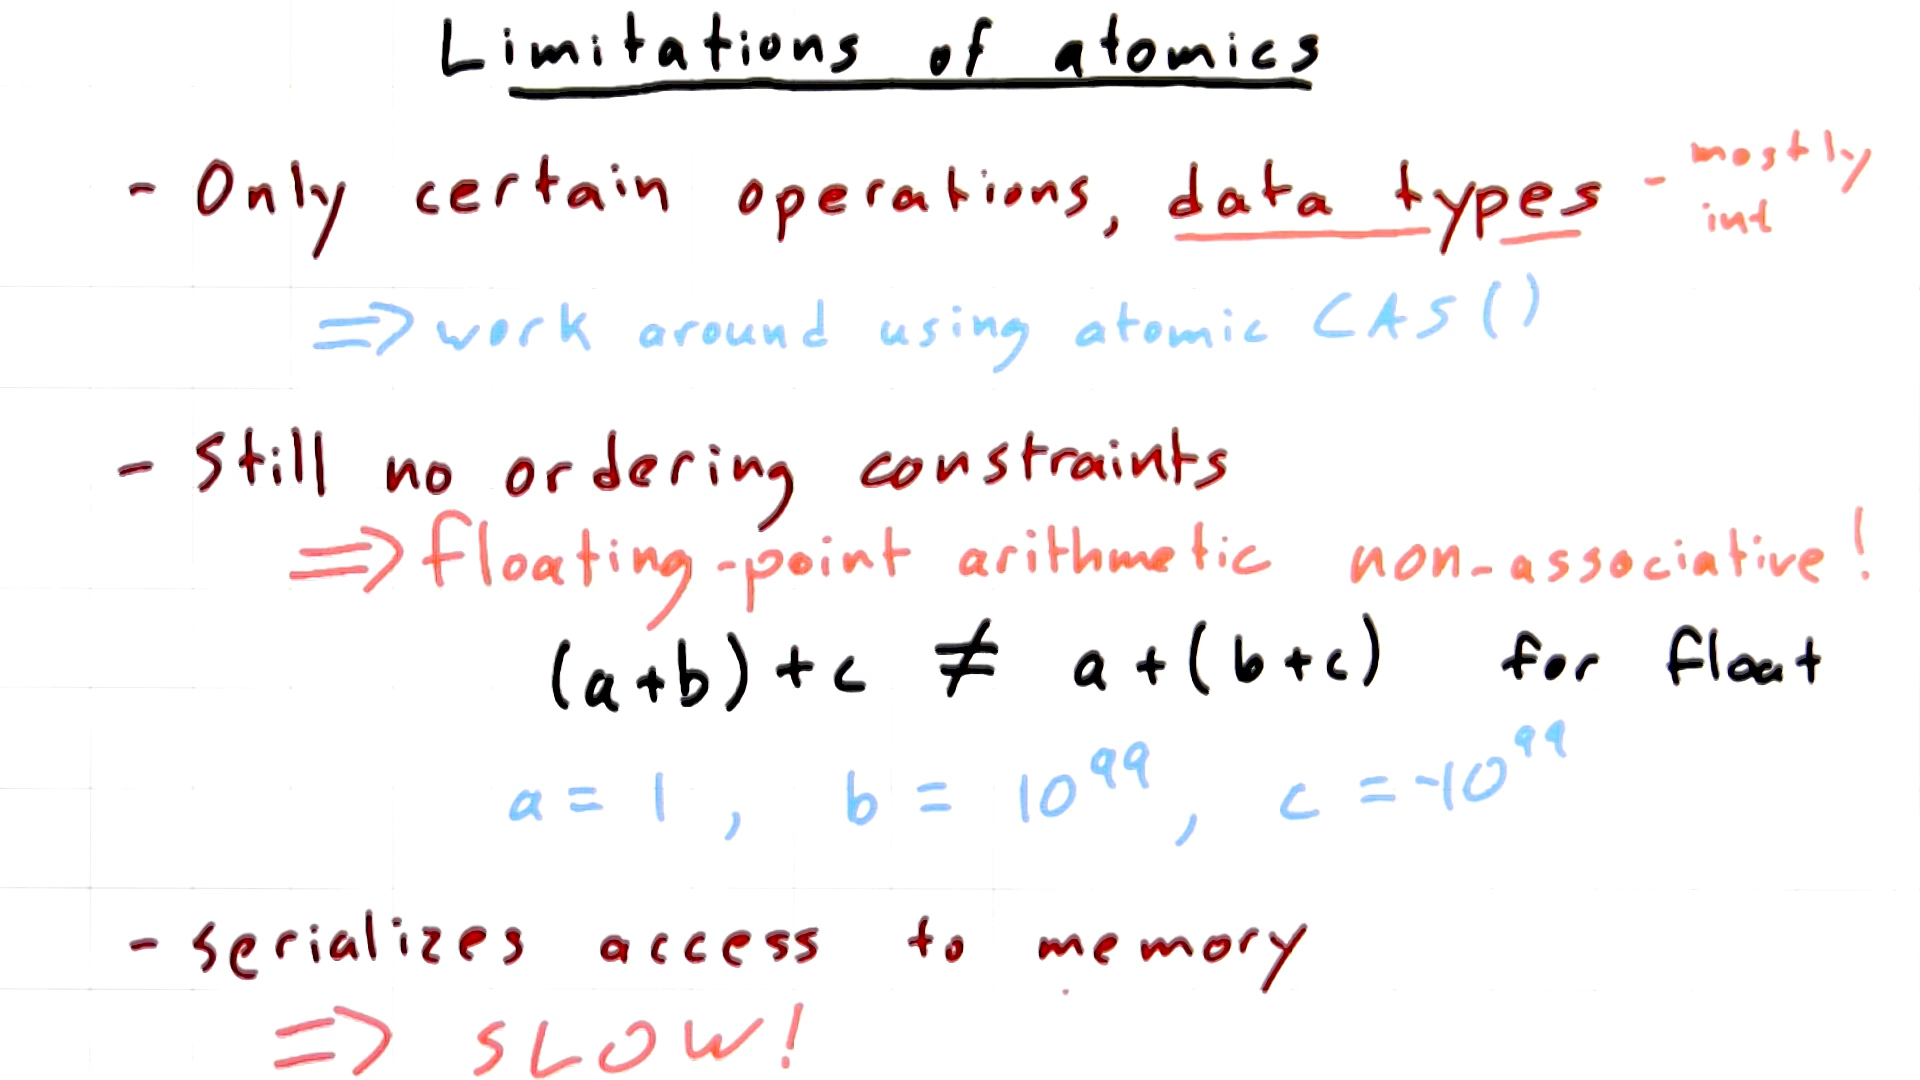 Limitations of atomics
- Only certain operations, data types - mostly int
⇒ work around using atomic CAS()
- Still no ordering constraints
⇒ floating-point arithmetic non-associative!
(a+b)+c ≠ a+(b+c) for float
a = 1, b = 10^99, c = -10^99
- serializes access to memory
⇒ SLOW!